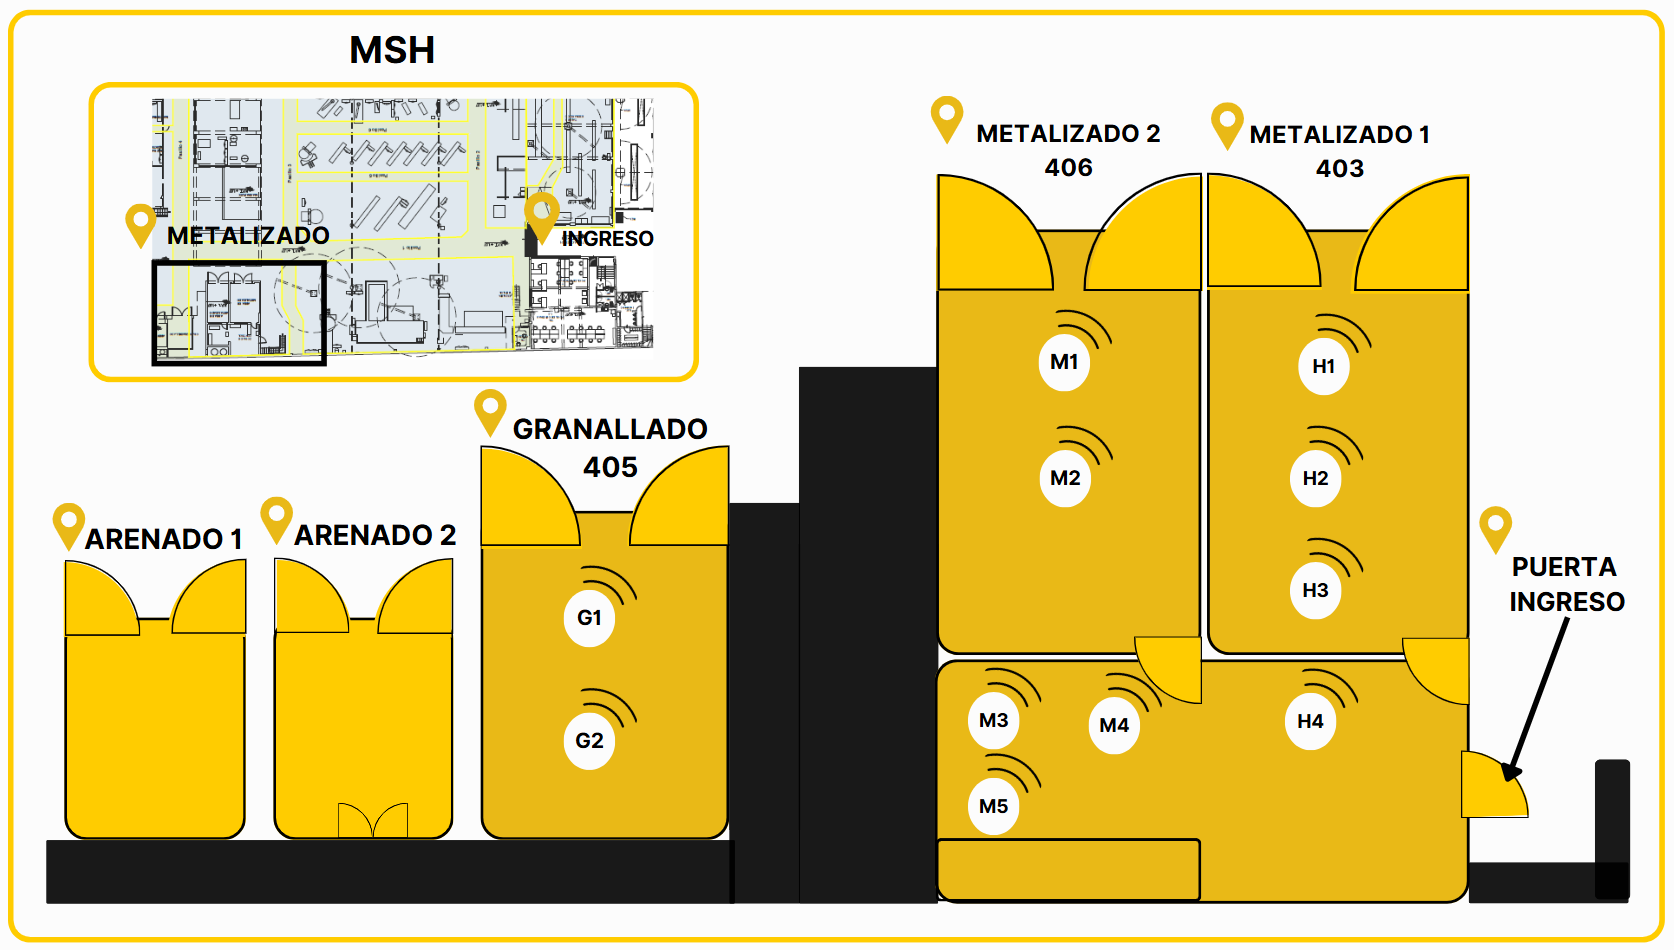 MSH
METALIZADO
INGRESO
METALIZADO 2
406
METALIZADO 1
403
GRANALLADO
405
ARENADO 1
ARENADO 2
PUERTA
INGRESO
M1
M2
H1
H2
H3
G1
G2
M3
M4
H4
M5